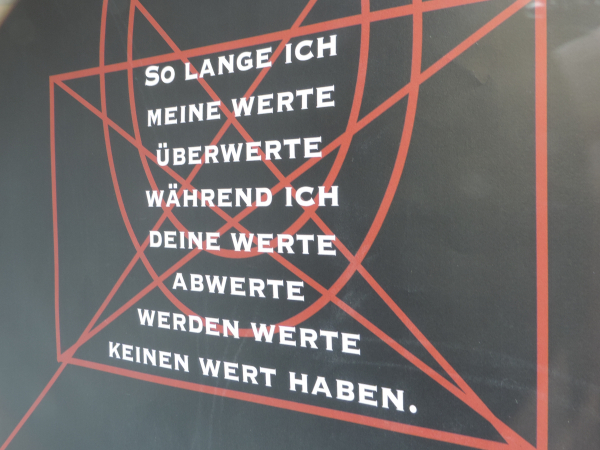 SO LANGE ICH
MEINE WERTE
ÜBERWERTE
WÄHREND ICH
DEINE WERTE
ABWERTE
WERDEN WERTE
KEINEN WERT HABEN.